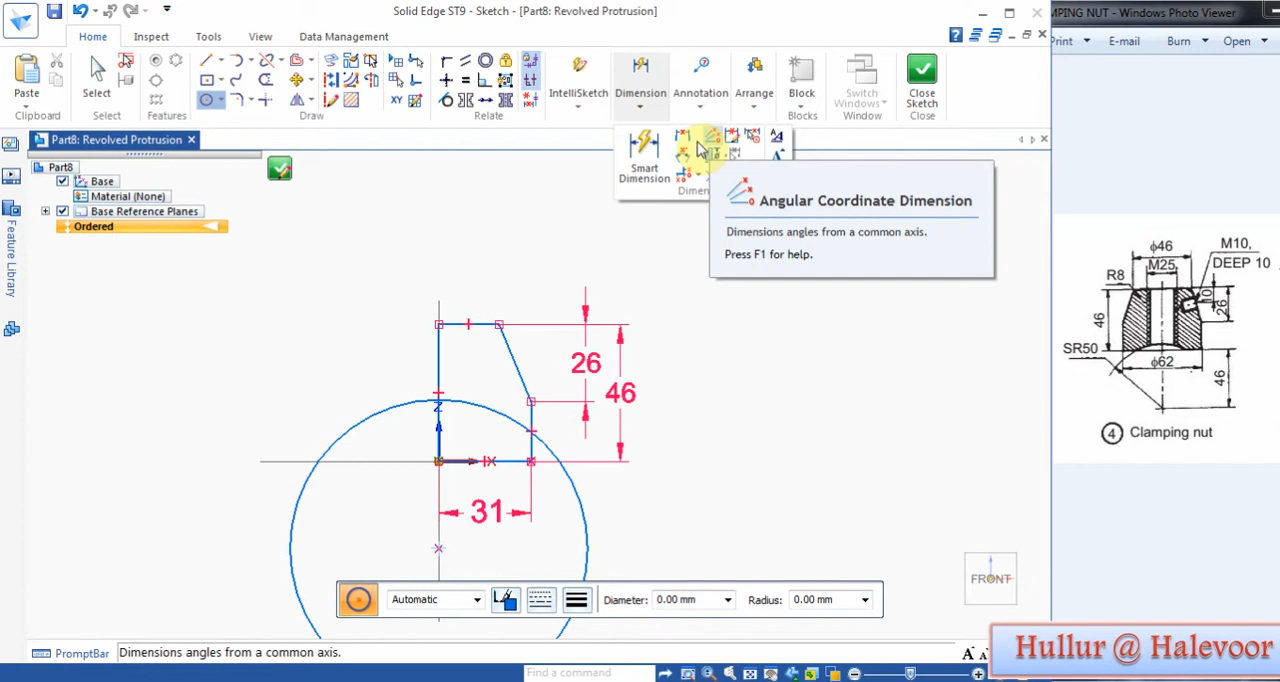 Solid Edge ST9 - Sketch - [Part8: Revolved Protrusion]
MPING NUT - Windows Photo Viewer
Home
Inspect
Sketch
Tools
View
Data Management
Print
E-mail
Burn
Open
Paste
Select
IntelliSketch
Dimension
Annotation
Arrange
Block
Switch
Windows
Close
Sketch
Clipboard
Select
Features
Draw
Relate
Blocks
Window
Close
Part8: Revolved Protrusion
Smart
Dimension
Dimen
Part8
Base
Material (None)
Base Reference Planes
Ordered
Feature Library
Angular Coordinate Dimension
Dimensions angles from a common axis.
Press F1 for help.
26
46
31
Z
ϕ46
M10,
DEEP 10
M25
R8
46
10
26
SR50
ϕ62
46
4 Clamping nut
FRONT
Automatic
Diameter: 0.00 mm
Radius: 0.00 mm
PromptBar
Dimensions angles from a common axis.
A A
Hullur @ Halevoor
Find a command